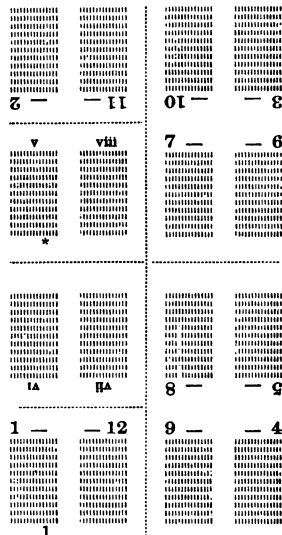 2 — — 11 10 — — 3
v viii 7 — — 6
*
vi vii 8 — — 5
1 — — 12 9 — — 4
1